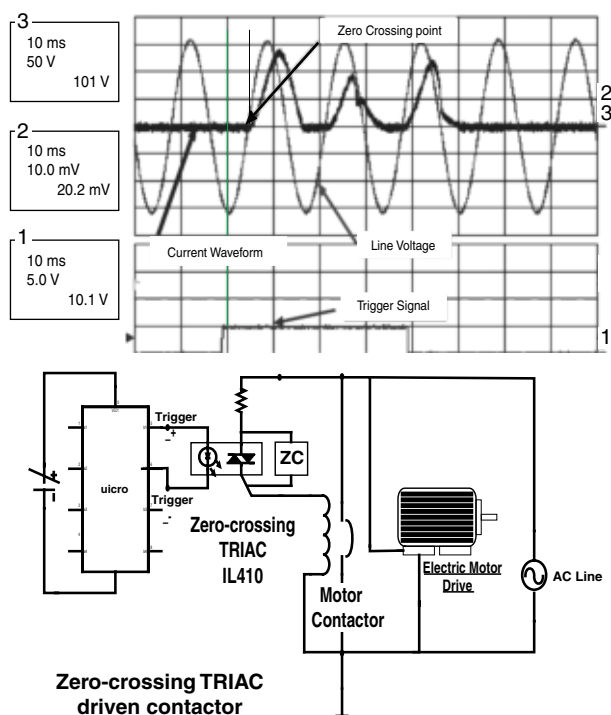 3
10 ms
50 V
101 V
Zero Crossing point
2
3
2
10 ms
10.0 mV
20.2 mV
Current Waveform
Line Voltage
1
10 ms
5.0 V
10.1 V
Trigger Signal
1
Trigger
+
−
+
ZC
uicro
Trigger
Zero-crossing
TRIAC
IL410
Motor
Contactor
Electric Motor
Drive
AC Line
Zero-crossing TRIAC
driven contactor